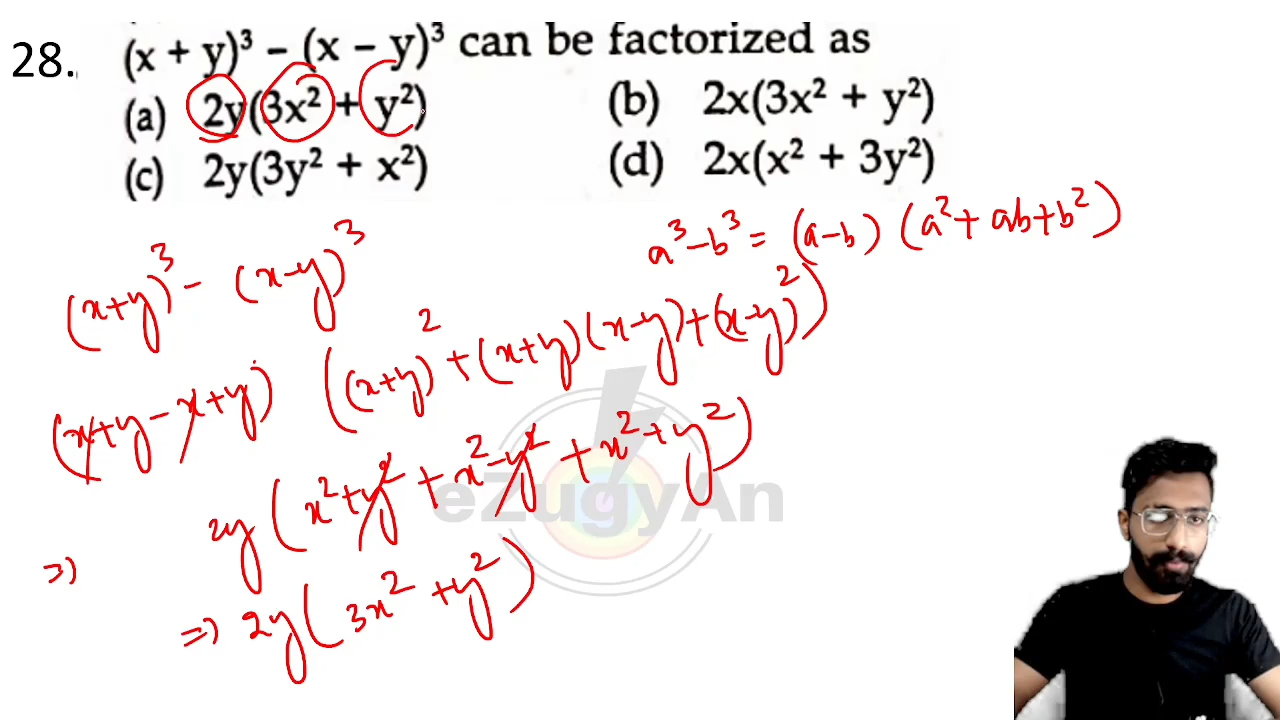 28. (x + y)³ − (x − y)³ can be factorized as
(a) 2y(3x² + y²) (b) 2x(3x² + y²)
(c) 2y(3y² + x²) (d) 2x(x² + 3y²)
a³-b³ = (a-b) (a²+ab+b²)
(x+y)³ - (x-y)³
(x+y-x+y) ((x+y)²+(x+y)(x-y)+(x-y)²)
=> 2y (x²+y²+x²-y²+x²+y²)
=> 2y(3x²+y²)
eZugyAn